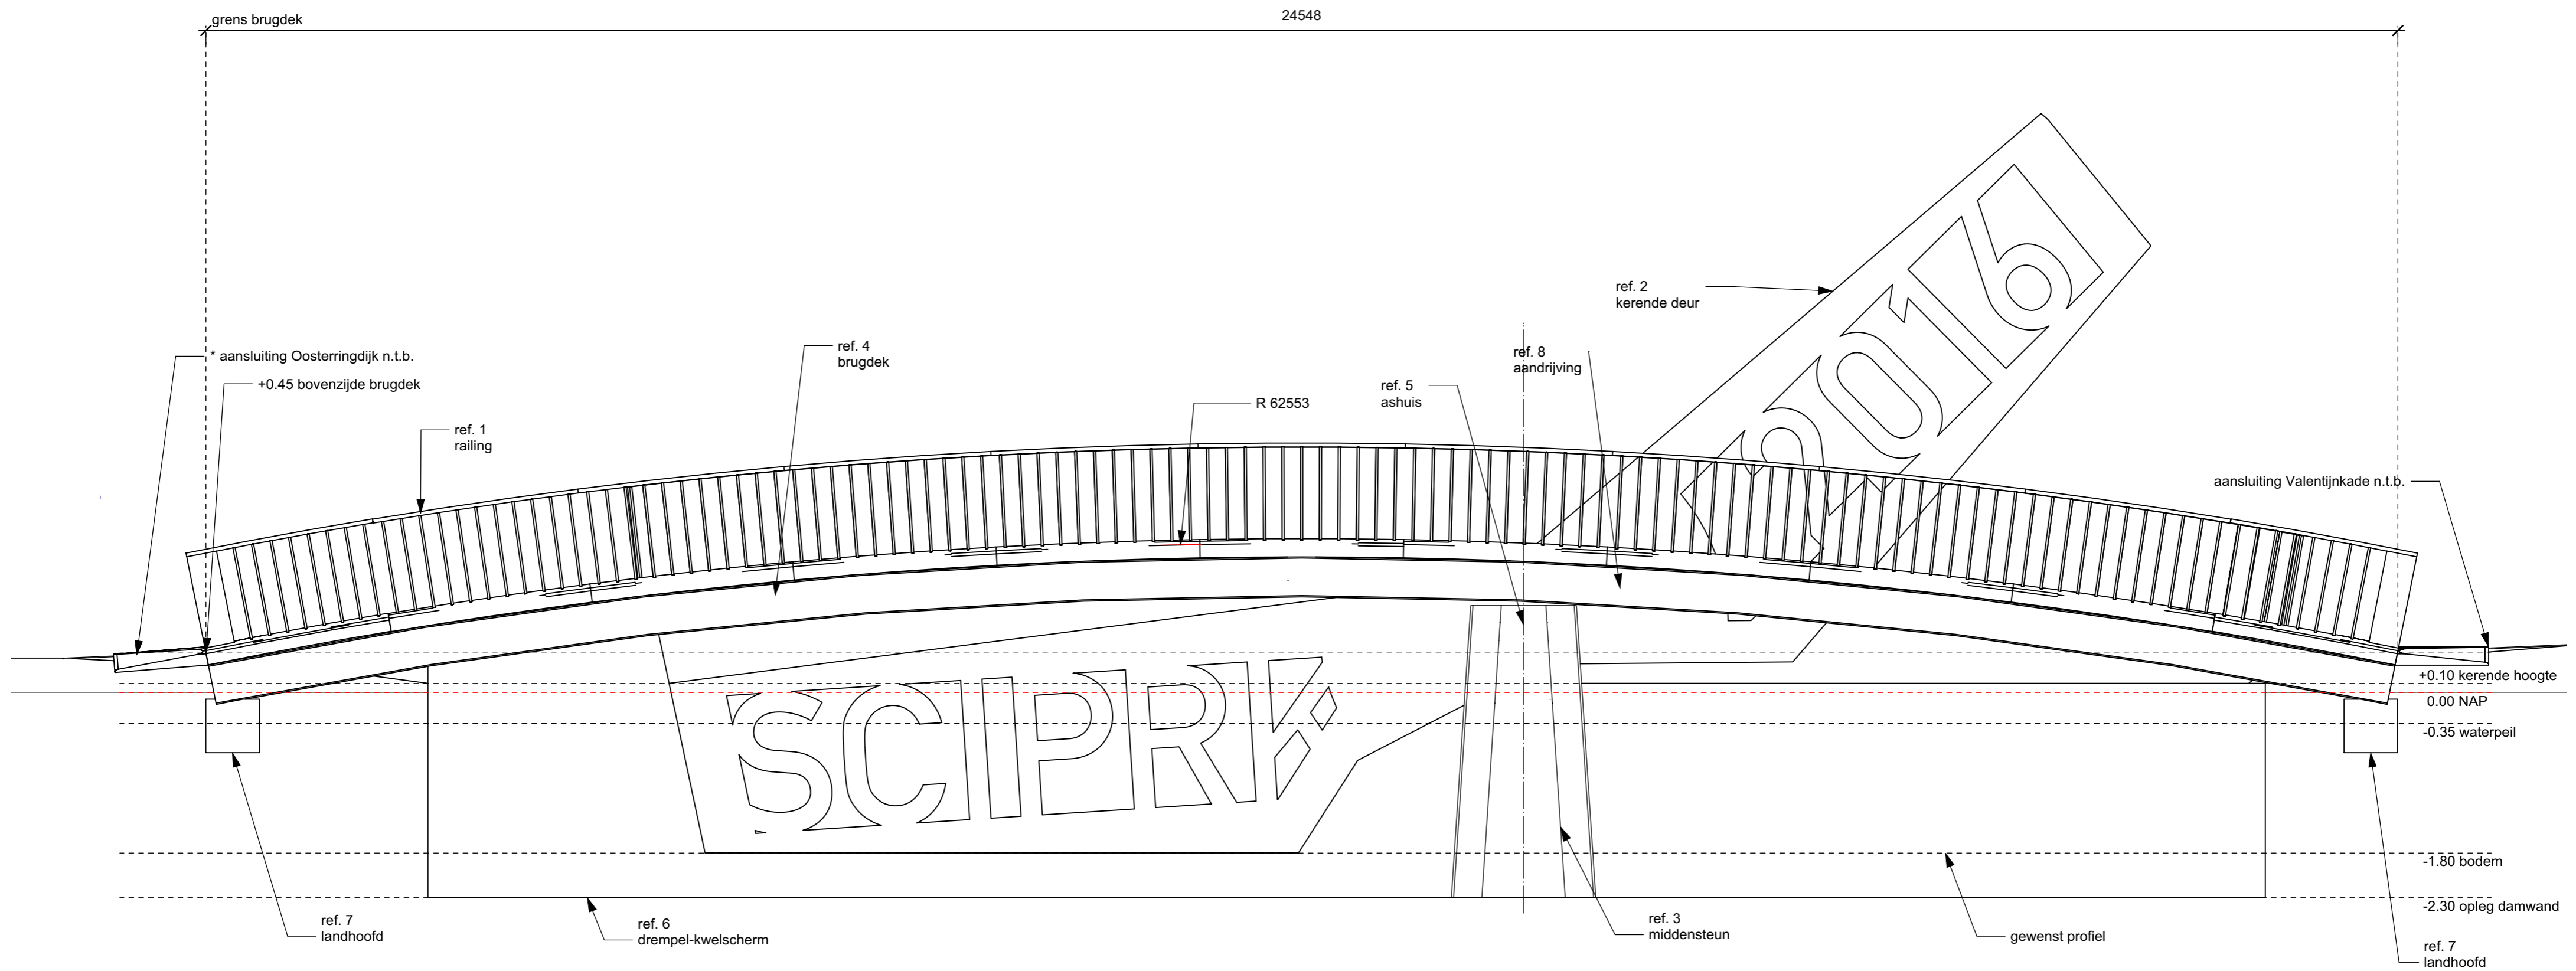 grens brugdek
24548
ref. 2
kerende deur
2016
ref. 4
brugdek
ref. 8
aandrijving
* aansluiting Oosterringdijk n.t.b.
+0.45 bovenzijde brugdek
ref. 5
ashuis
R 62553
ref. 1
railing
aansluiting Valentijnkade n.t.b.
+0.10 kerende hoogte
0.00 NAP
-0.35 waterpeil
SCIPRK
-1.80 bodem
-2.30 opleg damwand
ref. 7
landhoofd
ref. 6
drempel-kwelscherm
ref. 3
middensteun
gewenst profiel
ref. 7
landhoofd